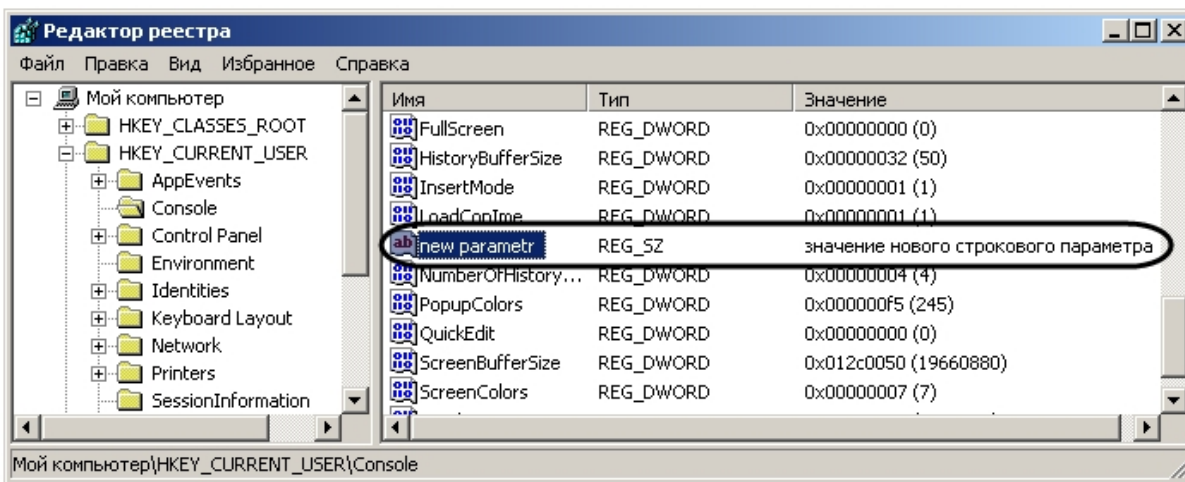 Редактор реестра
Файл Правка Вид Избранное Справка
Мой компьютер
HKEY_CLASSES_ROOT
HKEY_CURRENT_USER
AppEvents
Console
Control Panel
Environment
Identities
Keyboard Layout
Network
Printers
SessionInformation
Имя Тип Значение
FullScreen REG_DWORD 0x00000000 (0)
HistoryBufferSize REG_DWORD 0x00000032 (50)
InsertMode REG_DWORD 0x00000001 (1)
LoadConIme REG_DWORD 0x00000001 (1)
new parametr REG_SZ значение нового строкового параметра
NumberOfHistory... REG_DWORD 0x00000004 (4)
PopupColors REG_DWORD 0x000000f5 (245)
QuickEdit REG_DWORD 0x00000000 (0)
ScreenBufferSize REG_DWORD 0x012c0050 (19660880)
ScreenColors REG_DWORD 0x00000007 (7)
Мой компьютер\HKEY_CURRENT_USER\Console